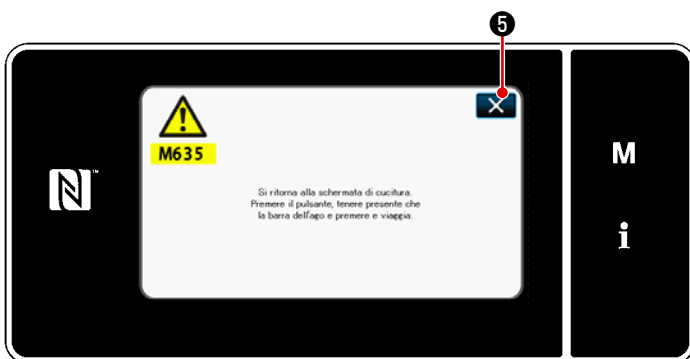 ❺
M635
Si ritorna alla schermata di cucitura.
Premere il pulsante, tenere presente che
la barra dell'ago e premere e viaggia.
M
i